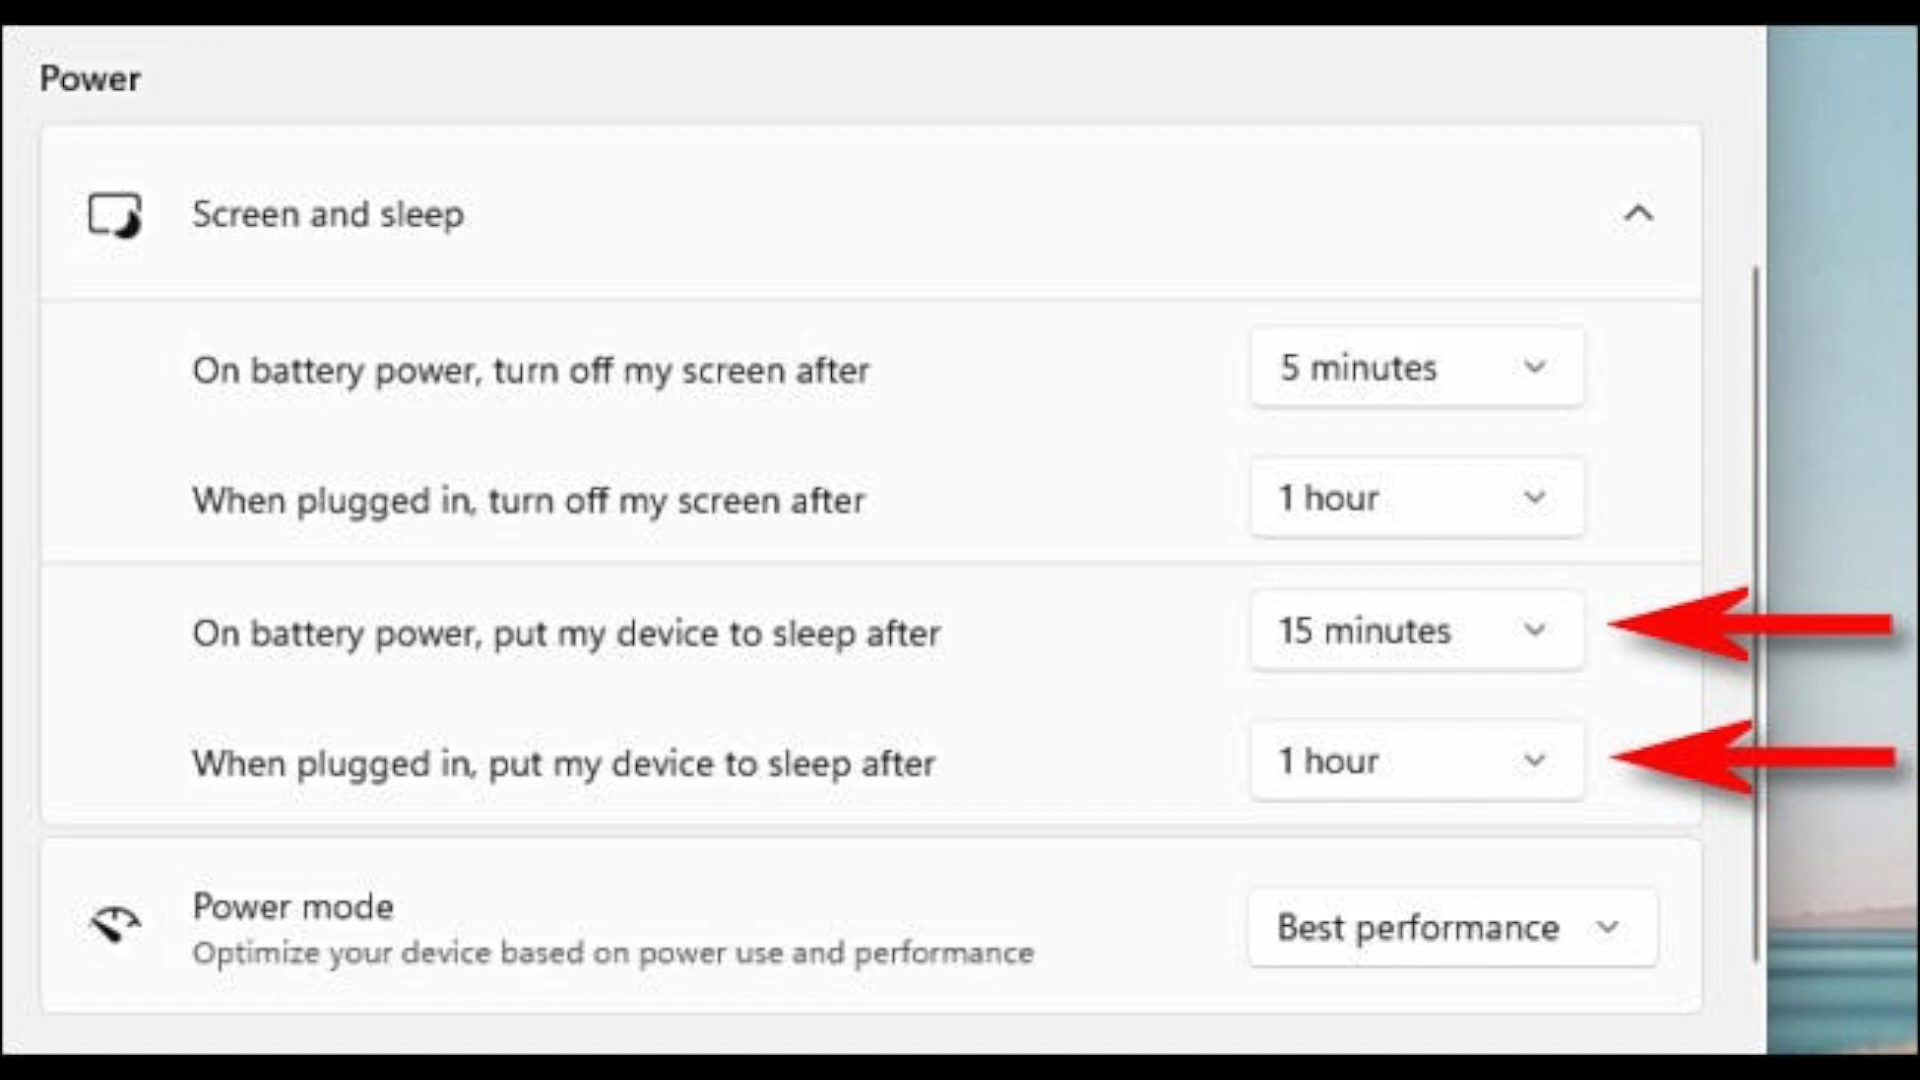 Power
Screen and sleep
On battery power, turn off my screen after
5 minutes
When plugged in, turn off my screen after
1 hour
On battery power, put my device to sleep after
15 minutes
When plugged in, put my device to sleep after
1 hour
Power mode
Optimize your device based on power use and performance
Best performance